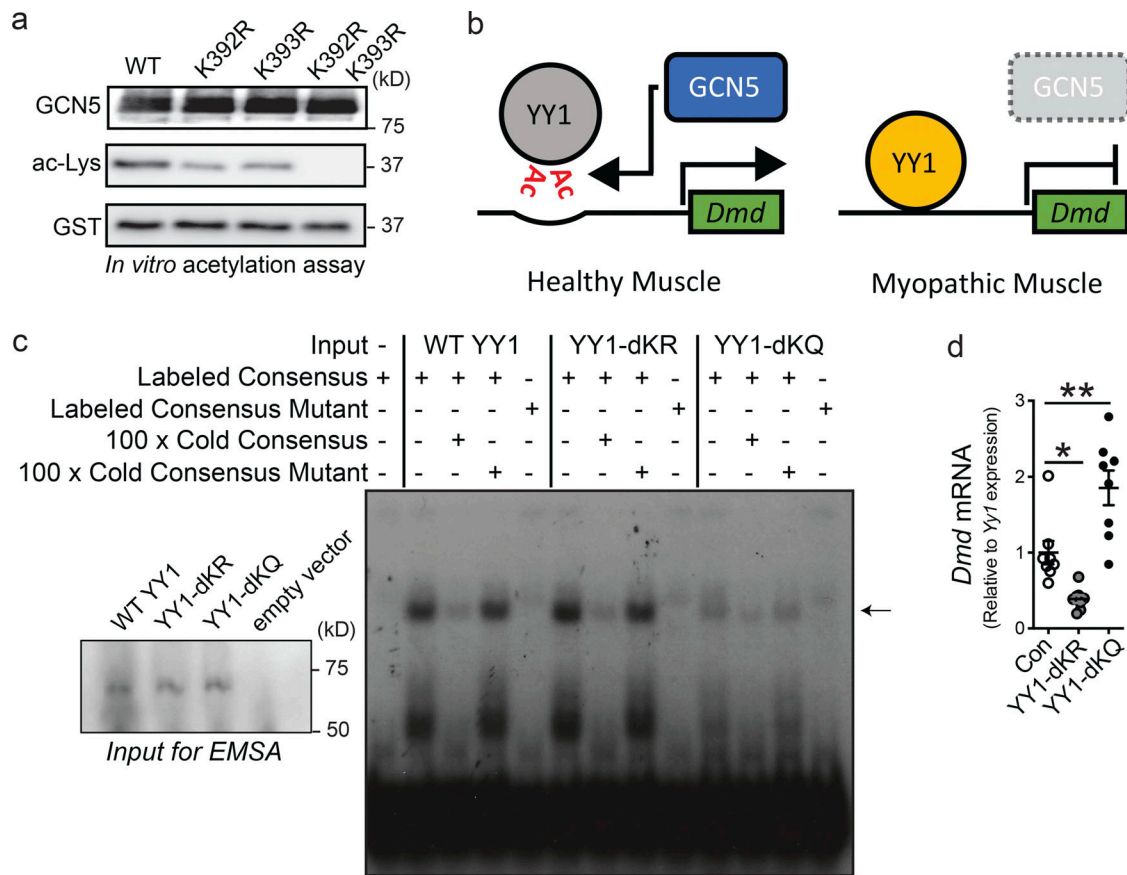 a
WT K392R K393R K392R K393R
(kD)
GCN5
75
ac-Lys
37
GST
37
In vitro acetylation assay
b
YY1
Ac Ac
GCN5
Dmd
Healthy Muscle
YY1
GCN5
Dmd
Myopathic Muscle
c
Input - WT YY1 YY1-dKR YY1-dKQ
Labeled Consensus + + + + - + + + - + + + -
Labeled Consensus Mutant - - - - + - - - + - - - +
100 x Cold Consensus - - + - - - + - - - + - -
100 x Cold Consensus Mutant - - - + - - - + - - - + -
WT YY1 YY1-dKR YY1-dKQ empty vector
(kD)
75
50
Input for EMSA
d
Dmd mRNA
(Relative to Yy1 expression)
3
2
1
0
**
*
Con YY1-dKR YY1-dKQ